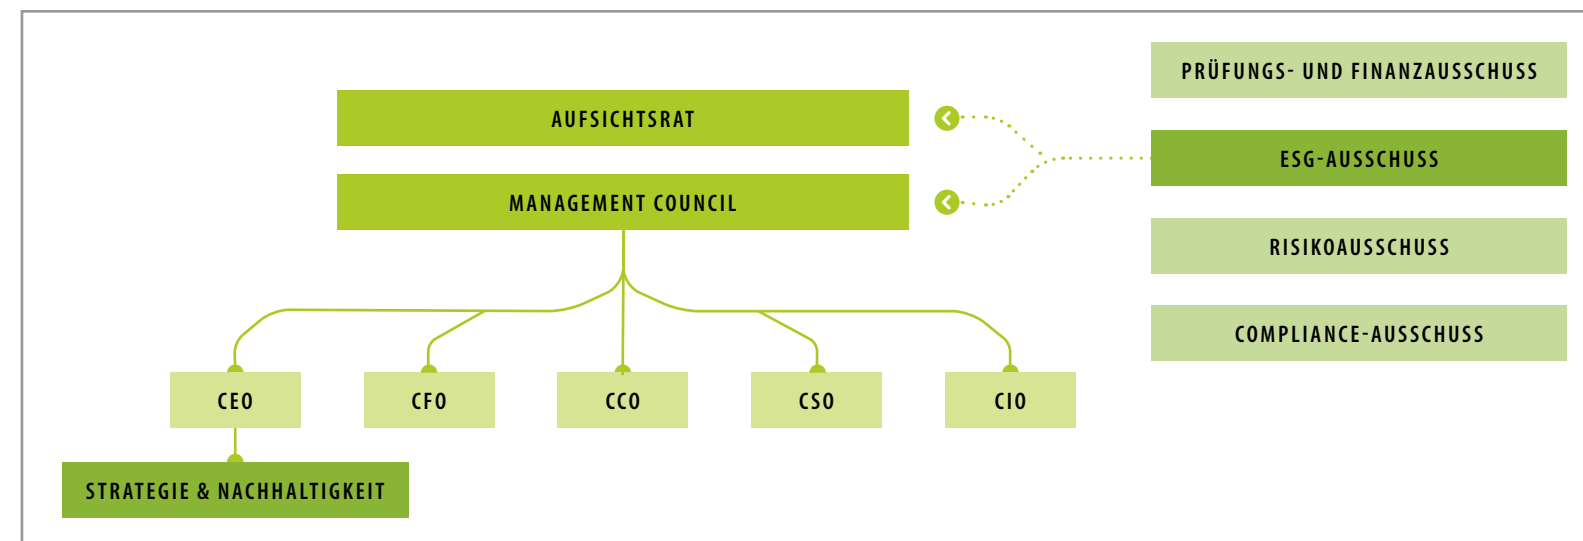 AUFSICHTSRAT
MANAGEMENT COUNCIL
CEO
CFO
CCO
CSO
CIO
STRATEGIE & NACHHALTIGKEIT
PRÜFUNGS- UND FINANZAUSSCHUSS
ESG-AUSSCHUSS
RISIKOAUSSCHUSS
COMPLIANCE-AUSSCHUSS